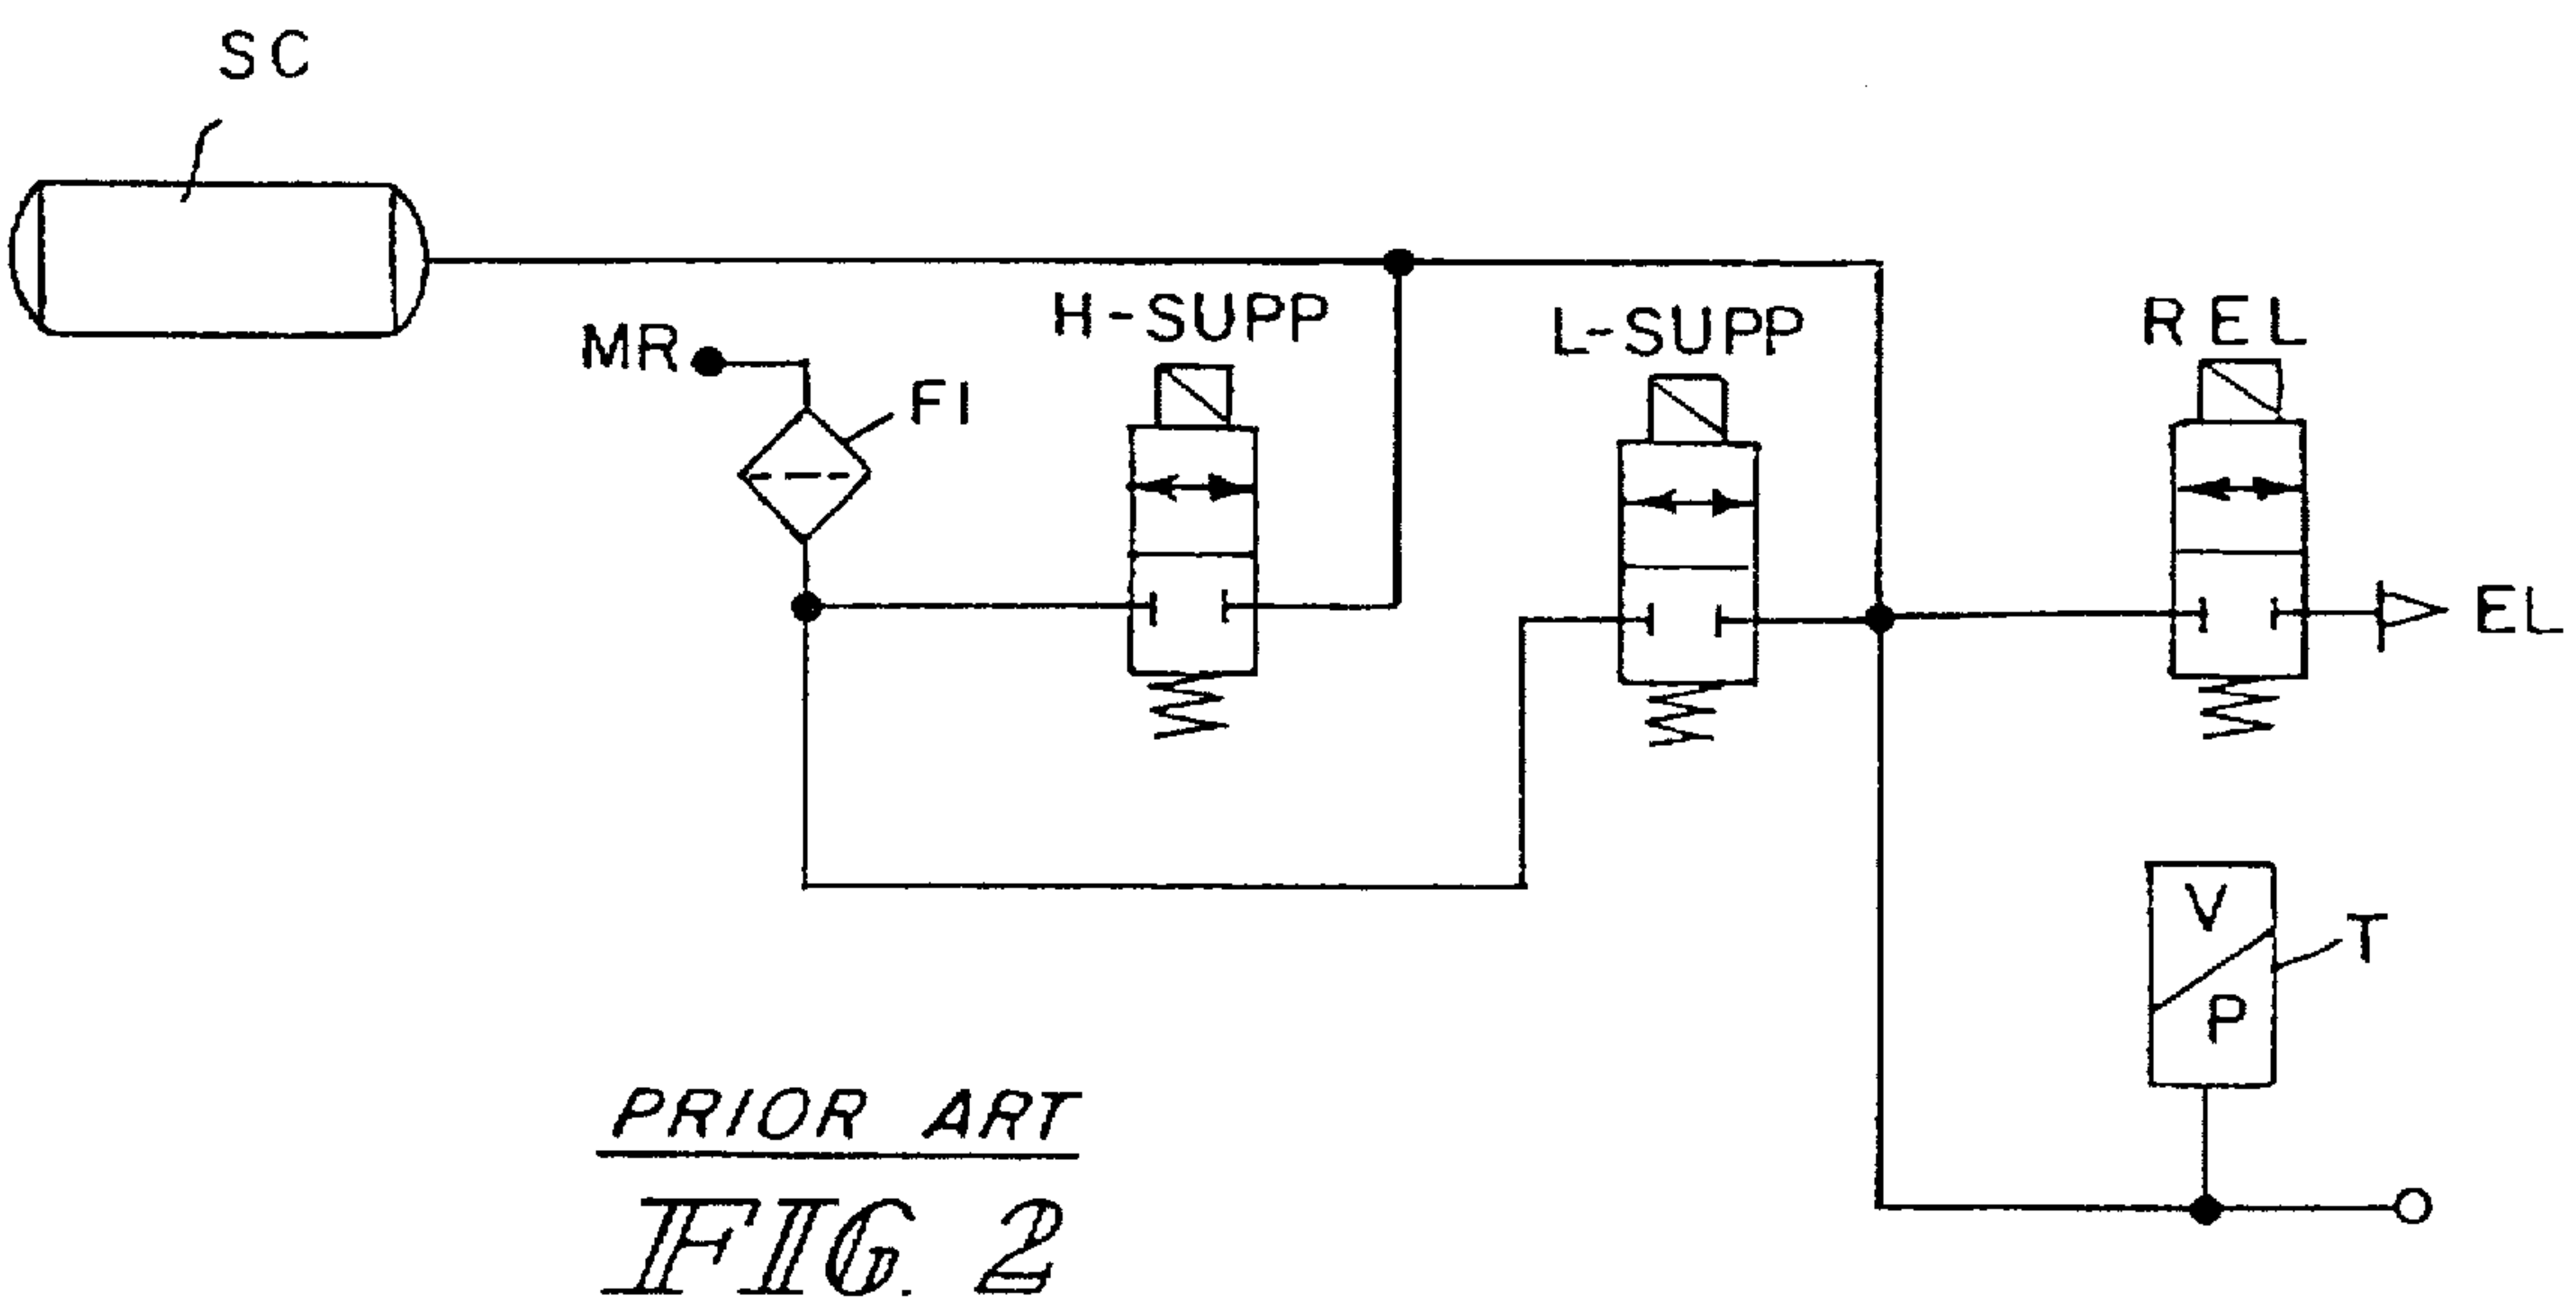 SC
H-SUPP
L-SUPP
REL
MR
FI
EL
V
T
P
PRIOR ART
FIG. 2